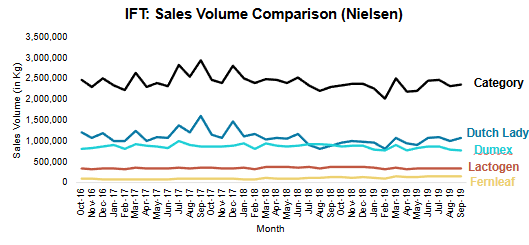 IFT: Sales Volume Comparison (Nielsen)
Sales Volume (in Kg)
3,500,000
3,000,000
2,500,000
2,000,000
1,500,000
1,000,000
500,000
0
Category
Dutch Lady
Dumex
Lactogen
Fernleaf
Oct-16
Nov-16
Dec-16
Jan-17
Feb-17
Mar-17
Apr-17
May-17
Jun-17
Jul-17
Aug-17
Sep-17
Oct-17
Nov-17
Dec-17
Jan-18
Feb-18
Mar-18
Apr-18
May-18
Jun-18
Jul-18
Aug-18
Sep-18
Oct-18
Nov-18
Dec-18
Jan-19
Feb-19
Mar-19
Apr-19
May-19
Jun-19
Jul-19
Aug-19
Sep-19
Month